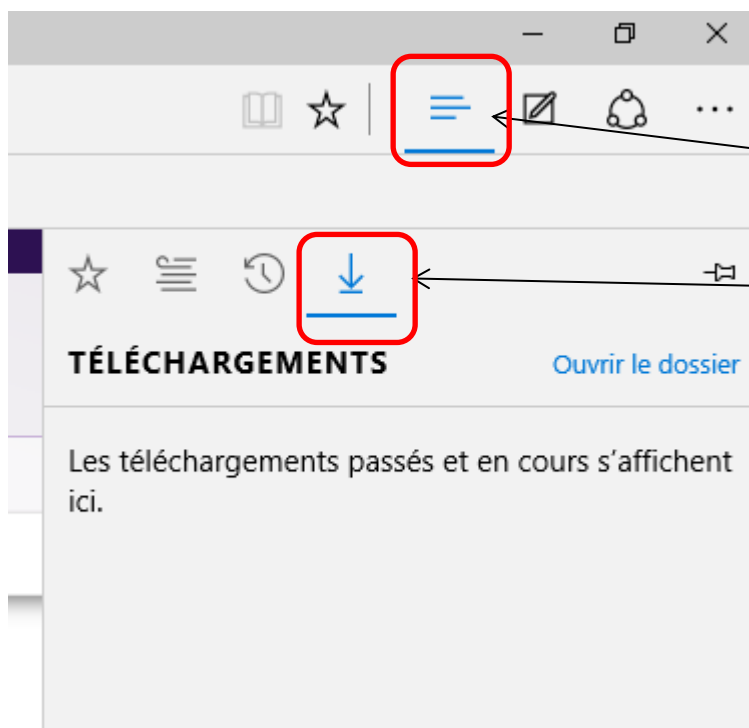 TÉLÉCHARGEMENTS Ouvrir le dossier
Les téléchargements passés et en cours s’affichent
ici.